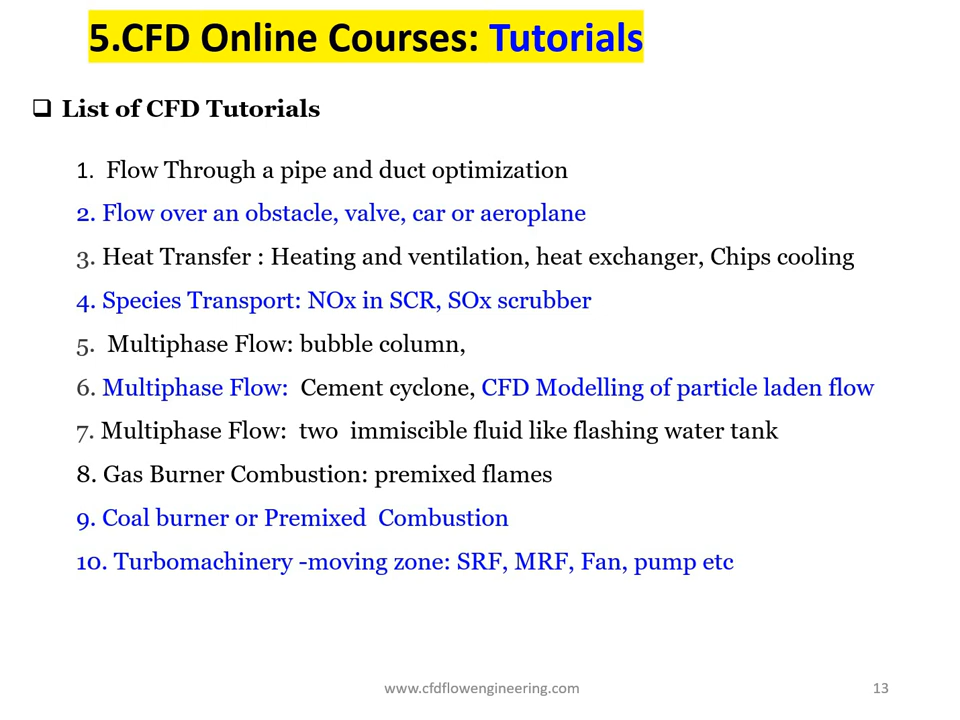 5.CFD Online Courses: Tutorials
❑ List of CFD Tutorials
1. Flow Through a pipe and duct optimization
2. Flow over an obstacle, valve, car or aeroplane
3. Heat Transfer : Heating and ventilation, heat exchanger, Chips cooling
4. Species Transport: NOx in SCR, SOx scrubber
5. Multiphase Flow: bubble column,
6. Multiphase Flow: Cement cyclone, CFD Modelling of particle laden flow
7. Multiphase Flow: two immiscible fluid like flashing water tank
8. Gas Burner Combustion: premixed flames
9. Coal burner or Premixed Combustion
10. Turbomachinery -moving zone: SRF, MRF, Fan, pump etc
www.cfdflowengineering.com 13